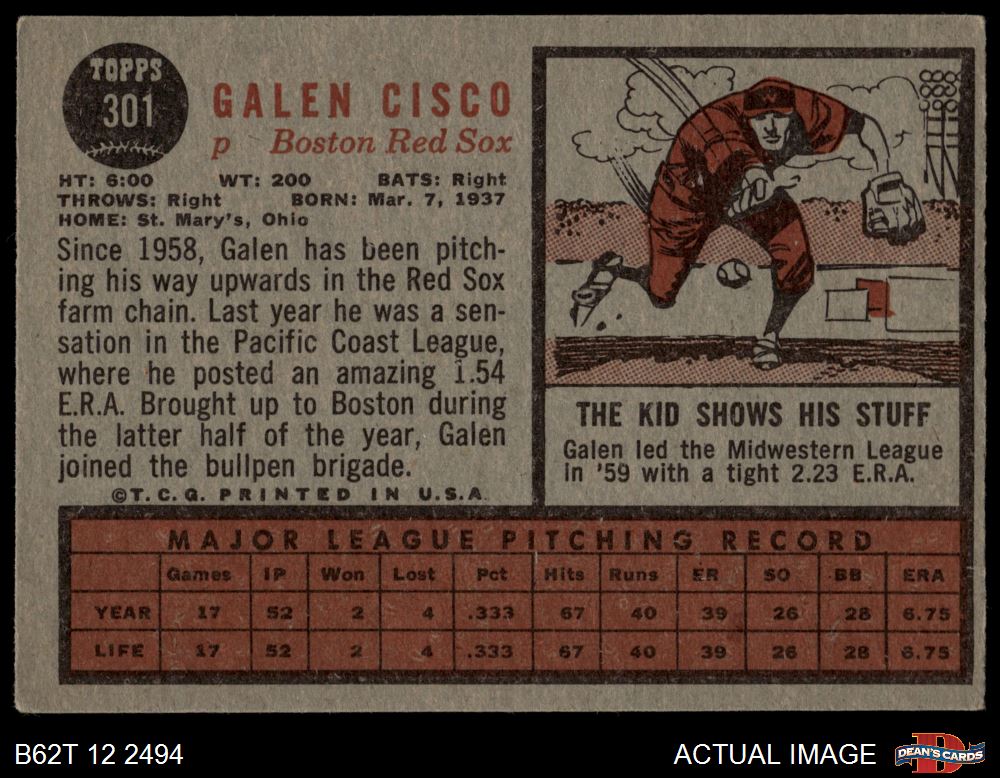 TOPPS
301
GALEN CISCO
p Boston Red Sox
HT: 6:00 WT: 200 BATS: Right
THROWS: Right BORN: Mar. 7, 1937
HOME: St. Mary's, Ohio
Since 1958, Galen has been pitch-
ing his way upwards in the Red Sox
farm chain. Last year he was a sen-
sation in the Pacific Coast League,
where he posted an amazing 1.54
E.R.A. Brought up to Boston during
the latter half of the year, Galen
joined the bullpen brigade.
©T.C.G. PRINTED IN U.S.A.
THE KID SHOWS HIS STUFF
Galen led the Midwestern League
in '59 with a tight 2.23 E.R.A.
MAJOR LEAGUE PITCHING RECORD
Games IP Won Lost Pct Hits Runs ER SO BB ERA
YEAR 17 52 2 4 .333 67 40 39 26 28 6.75
LIFE 17 52 2 4 .333 67 40 39 26 28 6.75
B62T 12 2494 ACTUAL IMAGE DEAN'S CARDS